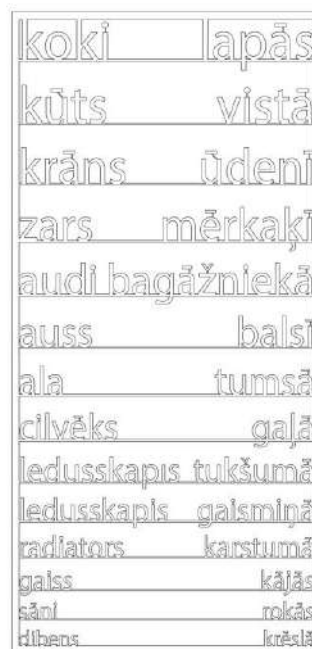 koki lapās
kūts vistā
krāns ūdenī
zars mērkaķī
audi bagāžniekā
auss balsī
ala tumsā
cilvēks gaļā
ledusskapis tukšumā
ledusskapis gaismiņā
radiators karstumā
gaiss kājās
sāni rokās
dibens krēslā